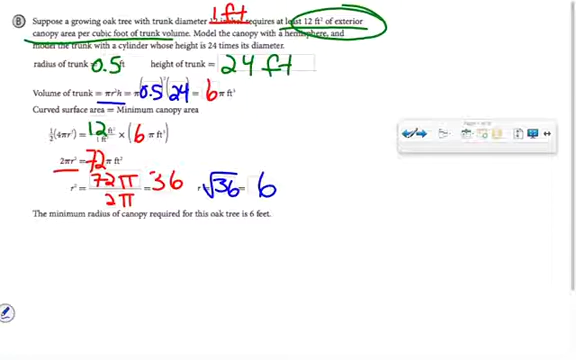 B Suppose a growing oak tree with trunk diameter 1 ft requires at least 12 ft² of exterior
canopy area per cubic foot of trunk volume. Model the canopy with a hemisphere, and
model the trunk with a cylinder whose height is 24 times its diameter.
radius of trunk = 0.5 ft height of trunk = 24 ft
Volume of trunk = πr²h = π(0.5)²(24) = 6 π ft³
Curved surface area = Minimum canopy area
½(4πr²) = 12 ft²/ft³ × (6 π ft³)
2πr² = 72 π ft²
r² = 72π/2π = 36 r = √36 = 6
The minimum radius of canopy required for this oak tree is 6 feet.